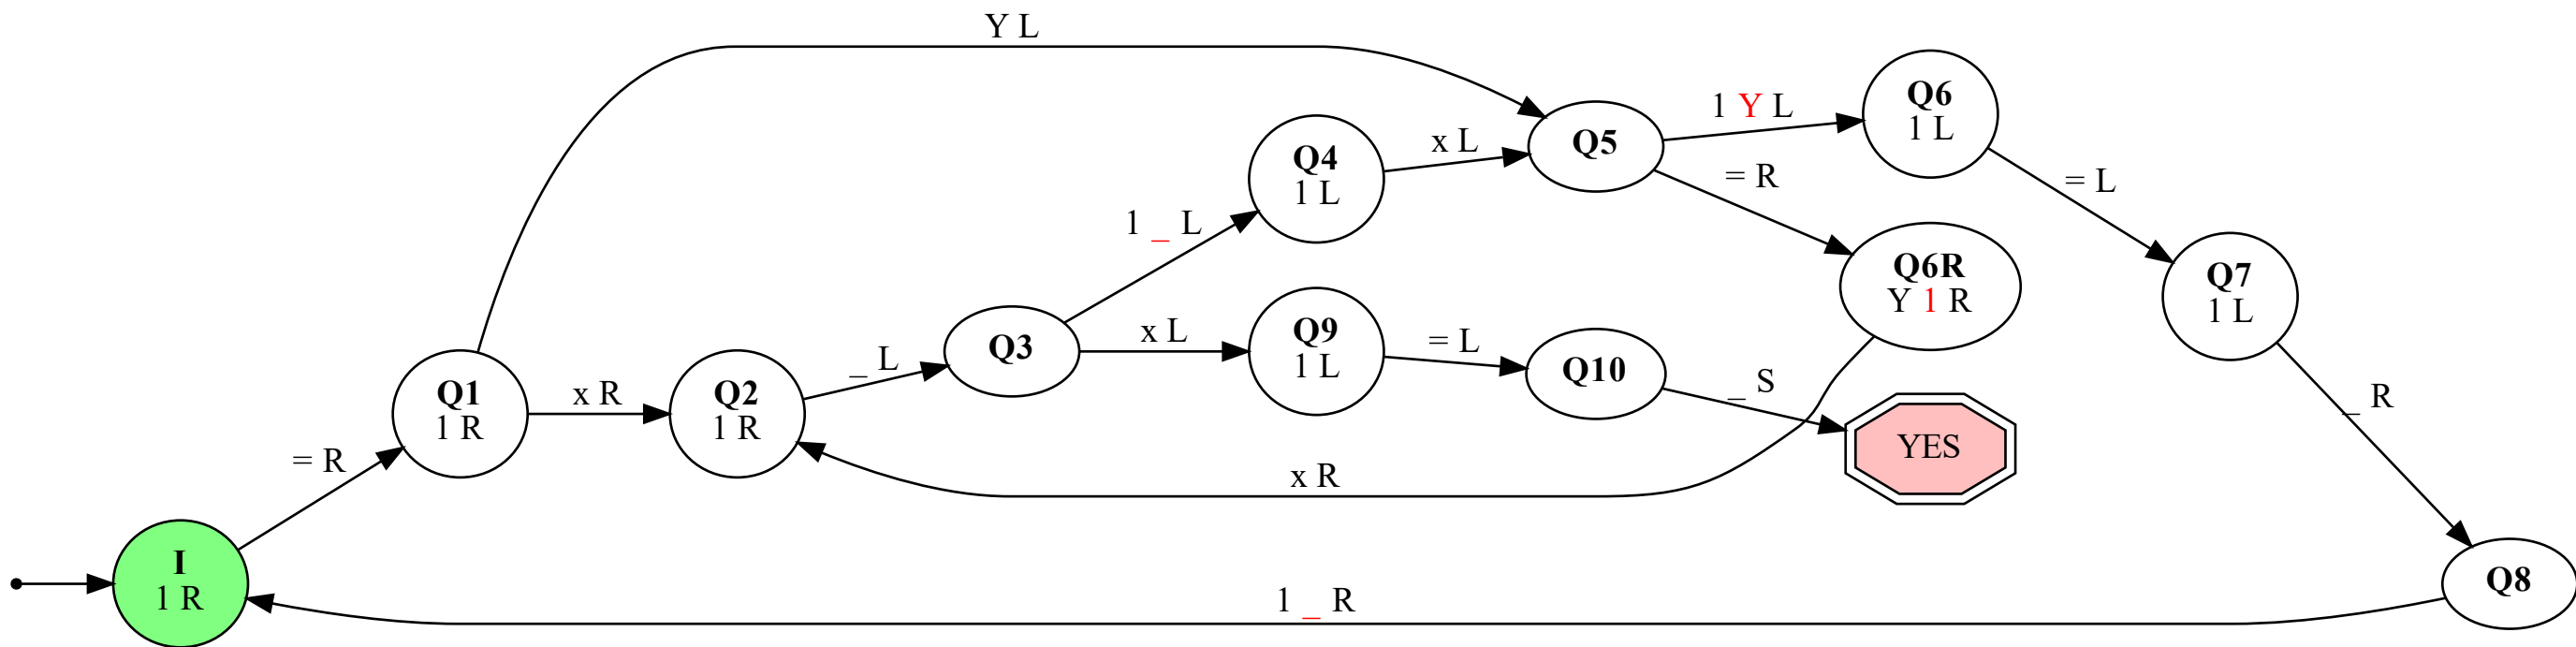 Y L
Q6
1 L
1 Y L
Q5
Q4
1 L
x L
= R
= L
1 _ L
Q6R
Y 1 R
Q7
1 L
Q3
x L
Q9
1 L
= L
Q10
_ L
_ S
Q1
1 R
x R
Q2
1 R
_ R
YES
= R
x R
I
1 R
1 _ R
Q8